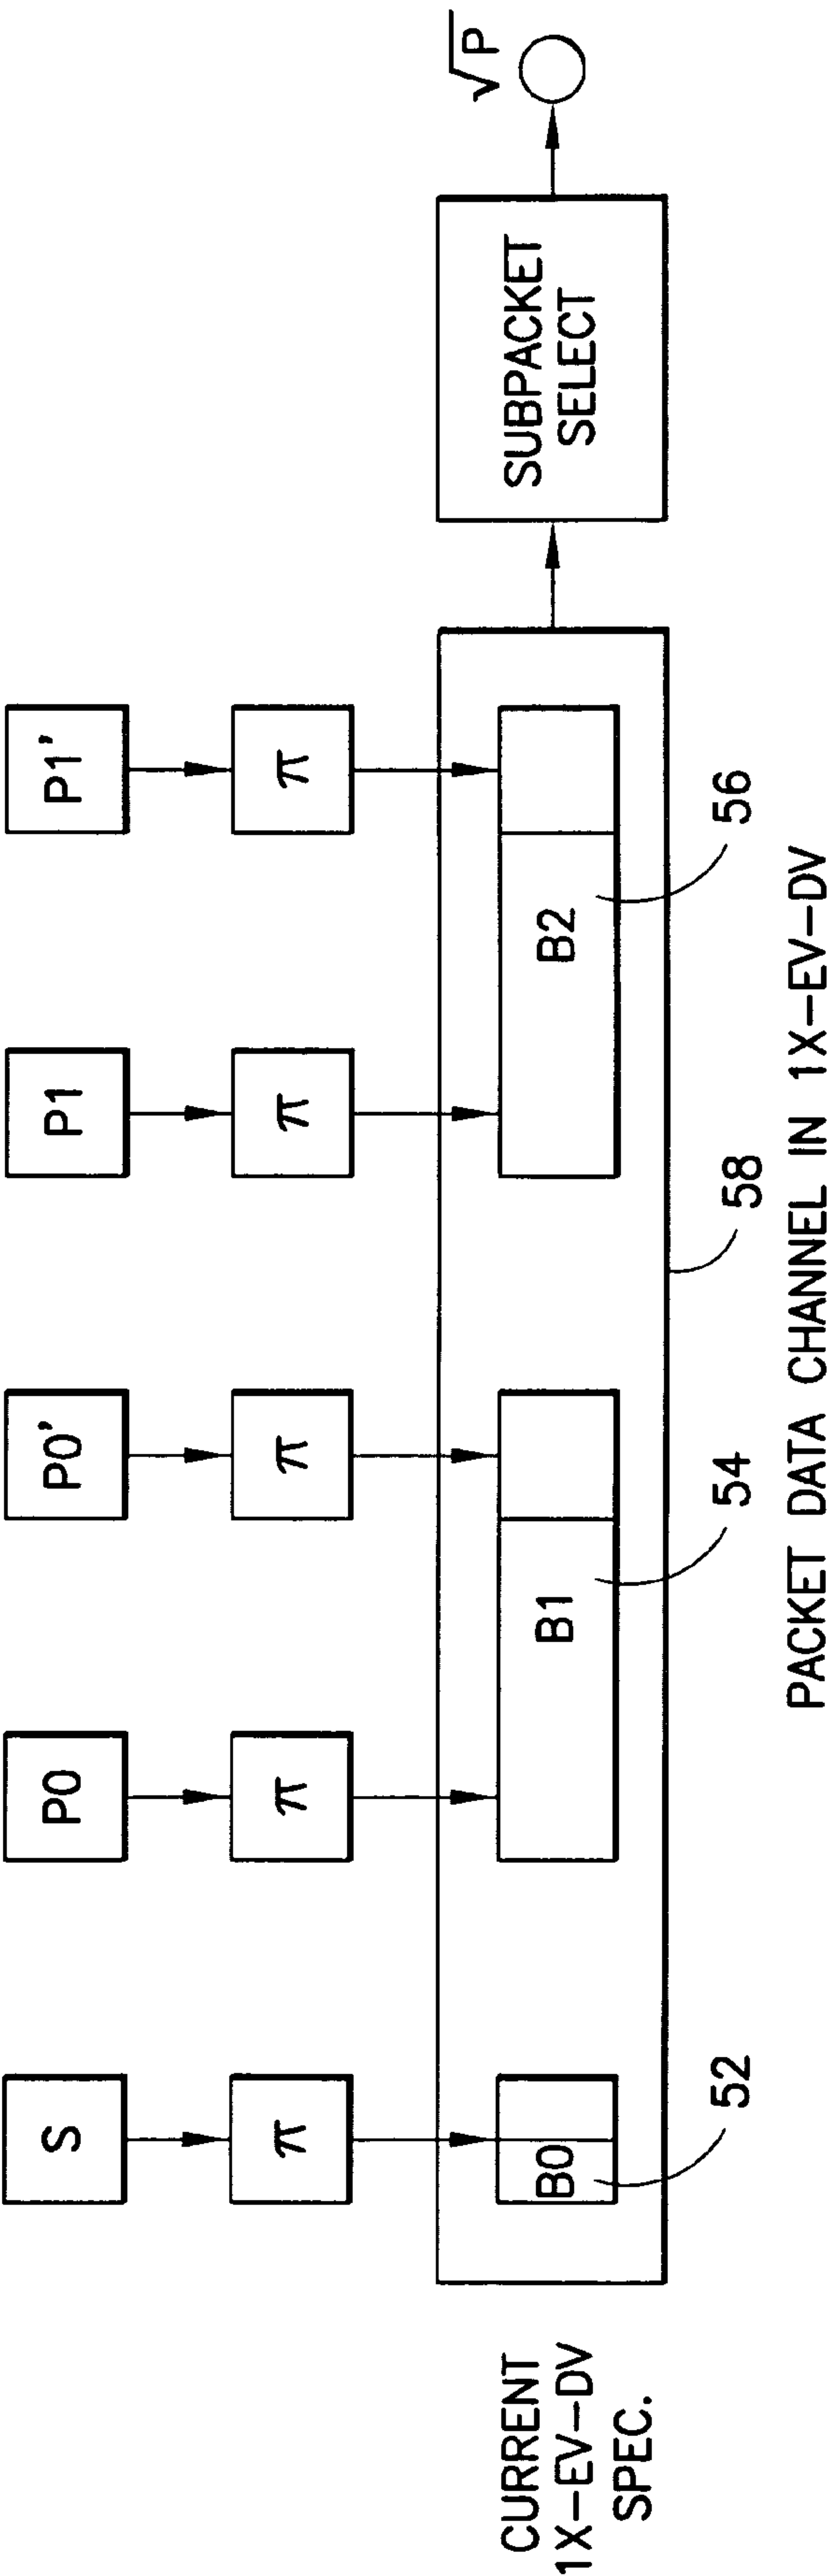 S
P0
P0'
P1
P1'
π
π
π
π
π
CURRENT
1X-EV-DV
SPEC.
B0
B1
B2
SUBPACKET
SELECT
√P
52
54
58
56
PACKET DATA CHANNEL IN 1X-EV-DV